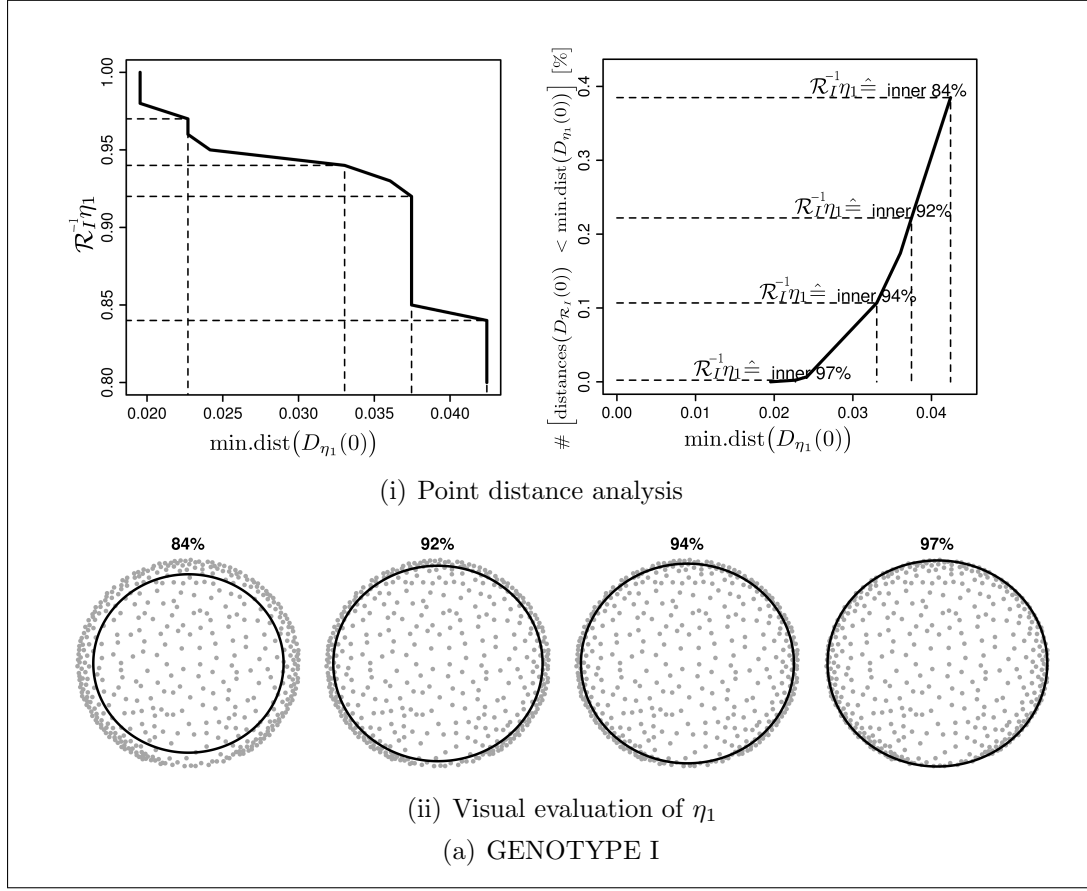 1.00
0.95
0.90
0.85
0.80
R_I^{-1}η_1
0.020 0.025 0.030 0.035 0.040
min.dist(D_{η_1}(0))
# [distances(D_{R_I}(0)) < min.dist(D_{η_1}(0))] [%]
0.4
0.3
0.2
0.1
0.0
R_I^{-1}η_1 ≙ inner 84%
R_I^{-1}η_1 ≙ inner 92%
R_I^{-1}η_1 ≙ inner 94%
R_I^{-1}η_1 ≙ inner 97%
0.00 0.01 0.02 0.03 0.04
min.dist(D_{η_1}(0))
(i) Point distance analysis
84% 92% 94% 97%
(ii) Visual evaluation of η_1
(a) GENOTYPE I